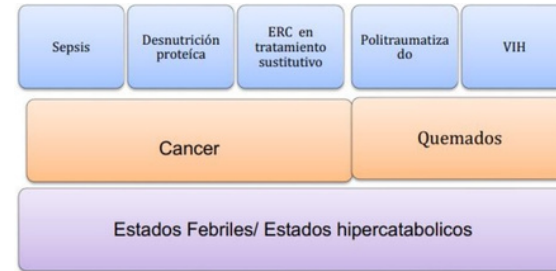 Sepsis
Desnutrición
proteíca
ERC en
tratamiento
sustitutivo
Politraumatiza
do
VIH
Cancer
Quemados
Estados Febriles/ Estados hipercatabolicos